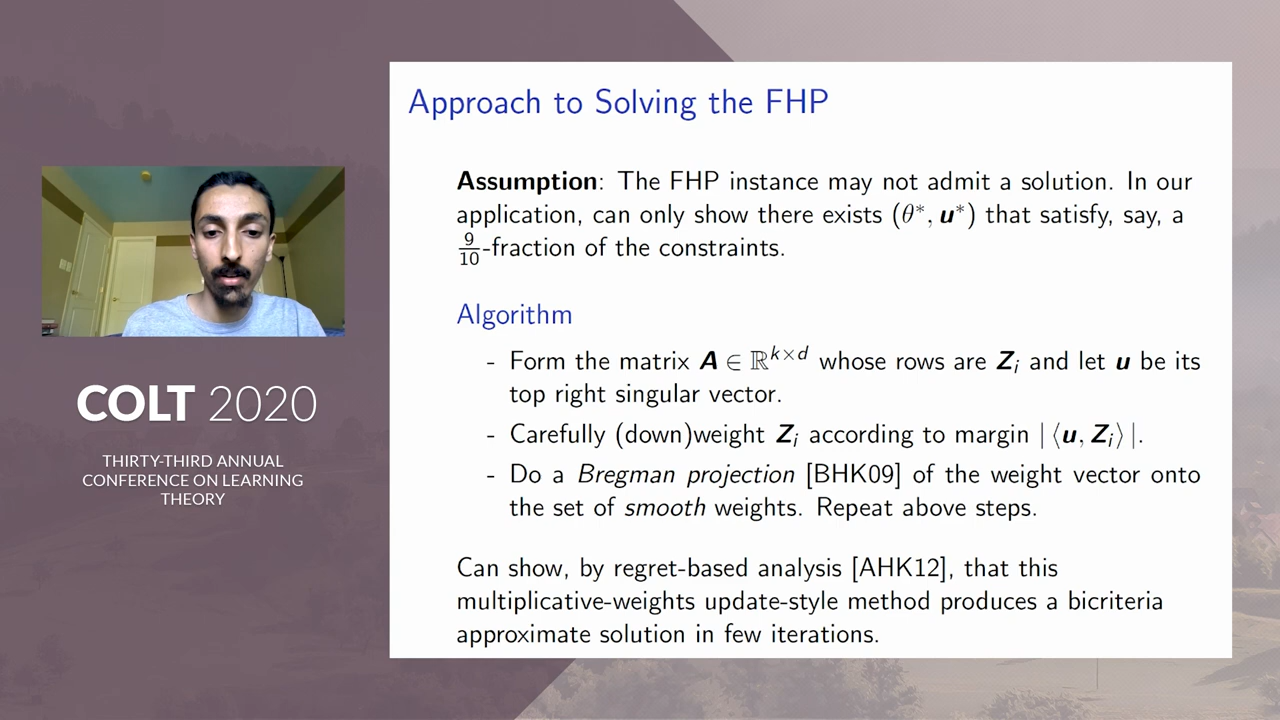 COLT 2020
THIRTY-THIRD ANNUAL
CONFERENCE ON LEARNING
THEORY
Approach to Solving the FHP
Assumption: The FHP instance may not admit a solution. In our
application, can only show there exists (θ*, u*) that satisfy, say, a
9/10-fraction of the constraints.
Algorithm
- Form the matrix A ∈ ℝ^{k×d} whose rows are Z_i and let u be its
top right singular vector.
- Carefully (down)weight Z_i according to margin |⟨u, Z_i⟩|.
- Do a Bregman projection [BHK09] of the weight vector onto
the set of smooth weights. Repeat above steps.
Can show, by regret-based analysis [AHK12], that this
multiplicative-weights update-style method produces a bicriteria
approximate solution in few iterations.